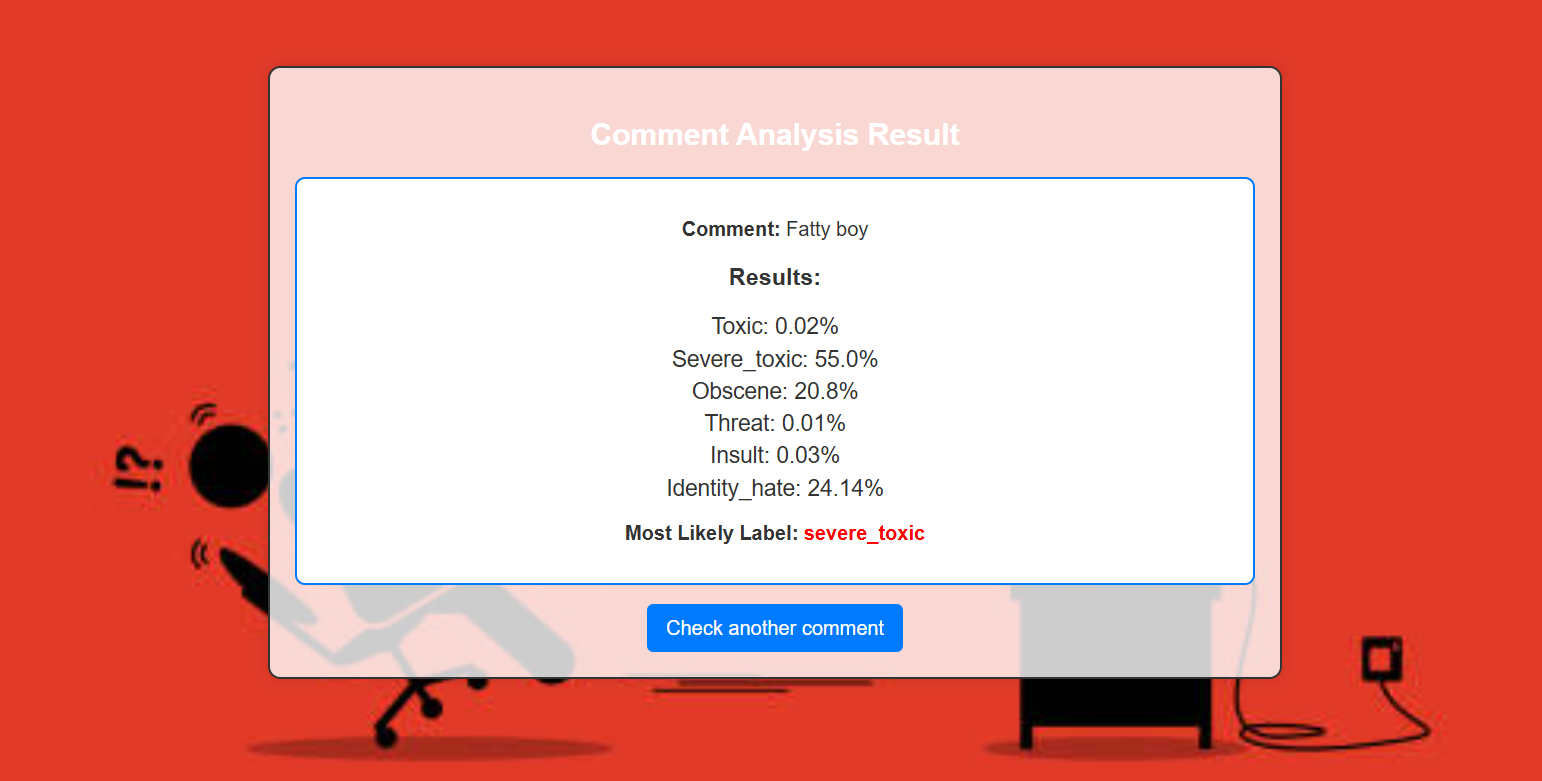 Comment Analysis Result
Comment: Fatty boy
Results:
Toxic: 0.02%
Severe_toxic: 55.0%
Obscene: 20.8%
Threat: 0.01%
Insult: 0.03%
Identity_hate: 24.14%
Most Likely Label: severe_toxic
!?
Check another comment